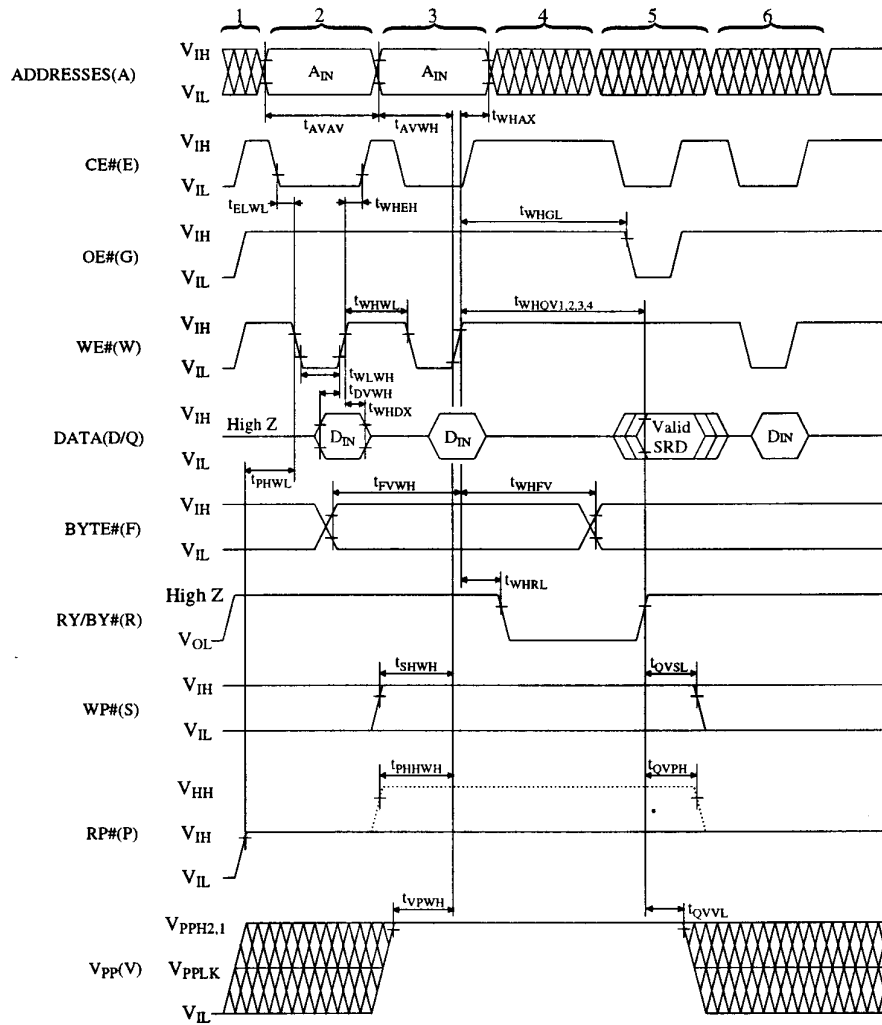 1 2 3 4 5 6
ADDRESSES(A)
VIH
VIL
AIN AIN
tAVAV tAVWH tWHAX
CE#(E)
VIH
VIL
tELWL tWHEH
OE#(G)
VIH
VIL
tWHGL
WE#(W)
VIH
VIL
tWHWL tWHQV1,2,3,4
tWLWH
tDVWH
tWHDX
DATA(D/Q)
VIH
VIL
High Z DIN DIN Valid SRD DIN
tPHWL
BYTE#(F)
VIH
VIL
tFVWH tWHFV
RY/BY#(R)
High Z
VOL
tWHRL
WP#(S)
VIH
VIL
tSHWH tQVSL
RP#(P)
VHH
VIH
VIL
tPHHWH tQVPH
VPP(V)
VPPH2,1
VPPLK
VIL
tVPWH tQVVL